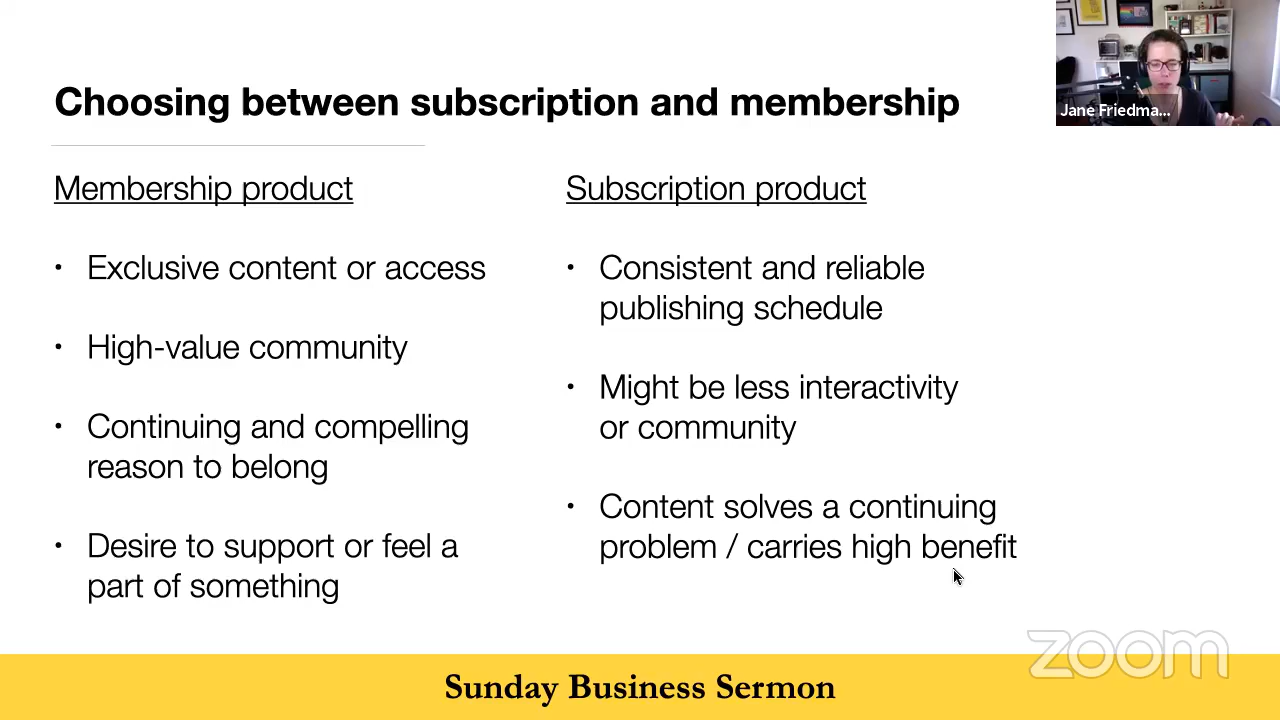 Choosing between subscription and membership
Jane Friedma...
Membership product
• Exclusive content or access
• High-value community
• Continuing and compelling
reason to belong
• Desire to support or feel a
part of something
Subscription product
• Consistent and reliable
publishing schedule
• Might be less interactivity
or community
• Content solves a continuing
problem / carries high benefit
zoom
Sunday Business Sermon